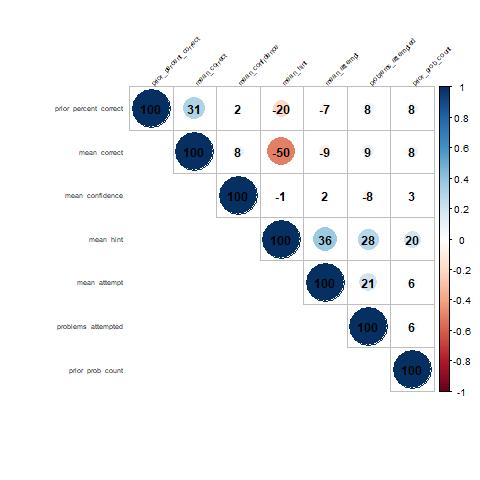 prior_percent_correct mean_correct mean_confidence mean_hint mean_attempt problems_attempted prior_prob_count
prior percent correct 100 31 2 -20 -7 8 8
mean correct 100 8 -50 -9 9 8
mean confidence 100 -1 2 -8 3
mean hint 100 36 28 20
mean attempt 100 21 6
problems attempted 100 6
prior prob count 100
1
0.8
0.6
0.4
0.2
0
-0.2
-0.4
-0.6
-0.8
-1